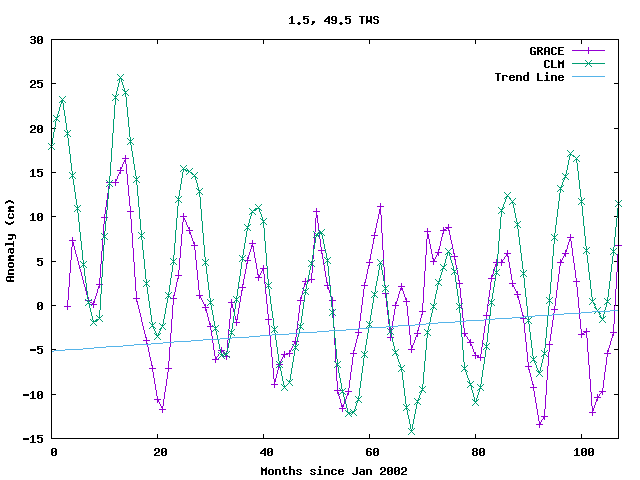 1.5, 49.5 TWS
GRACE
CLM
Trend Line
30
25
20
15
10
5
0
-5
-10
-15
Anomaly (cm)
0 20 40 60 80 100
Months since Jan 2002